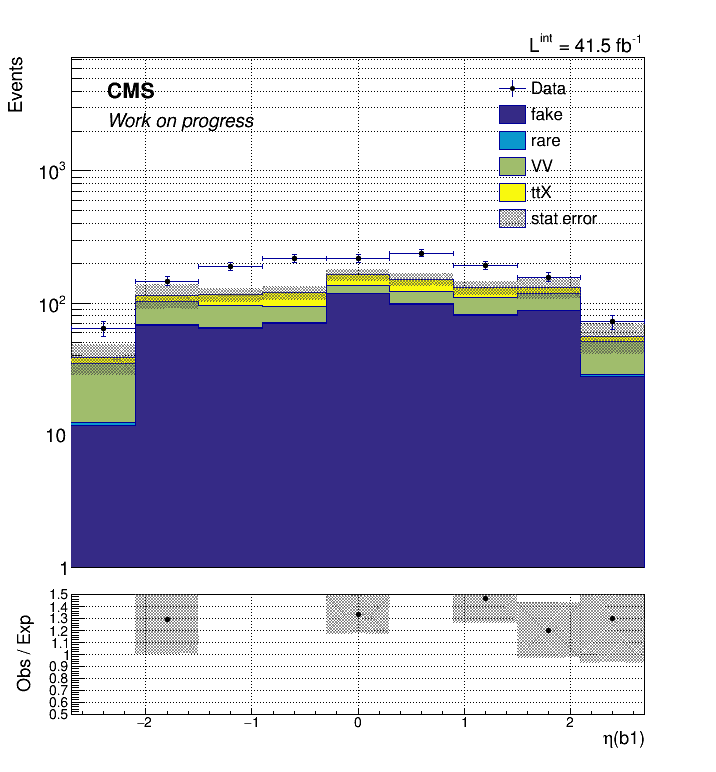 L^int = 41.5 fb^-1
Events
CMS
Work on progress
Data
fake
rare
VV
ttX
stat error
10^3
10^2
10
1
Obs / Exp
1.5
1.4
1.3
1.2
1.1
1
0.9
0.8
0.7
0.6
0.5
−2 −1 0 1 2
η(b1)